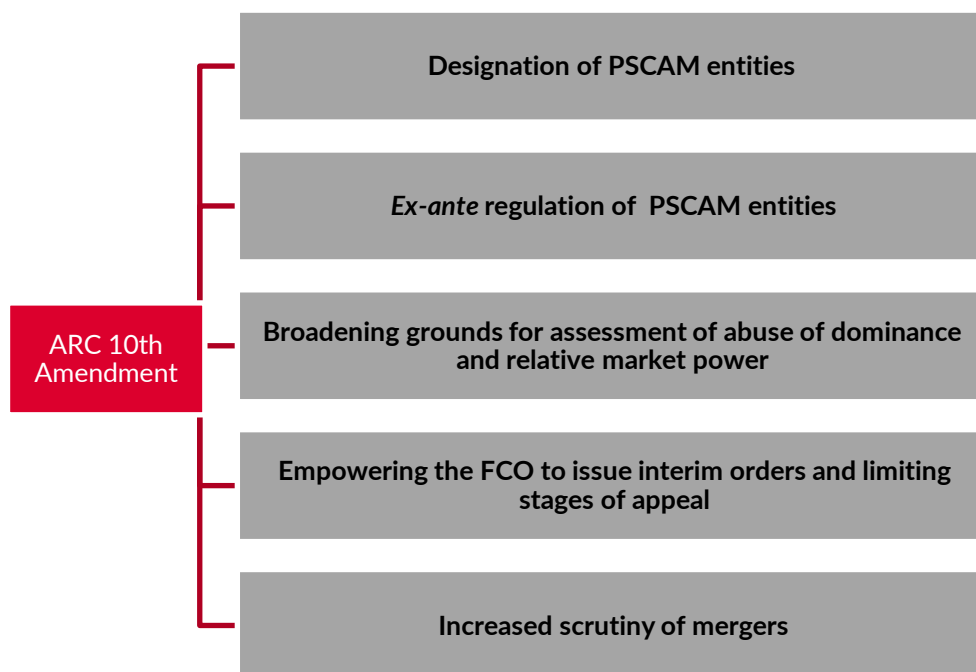 Designation of PSCAM entities
Ex-ante regulation of PSCAM entities
ARC 10th
Amendment
Broadening grounds for assessment of abuse of dominance
and relative market power
Empowering the FCO to issue interim orders and limiting
stages of appeal
Increased scrutiny of mergers